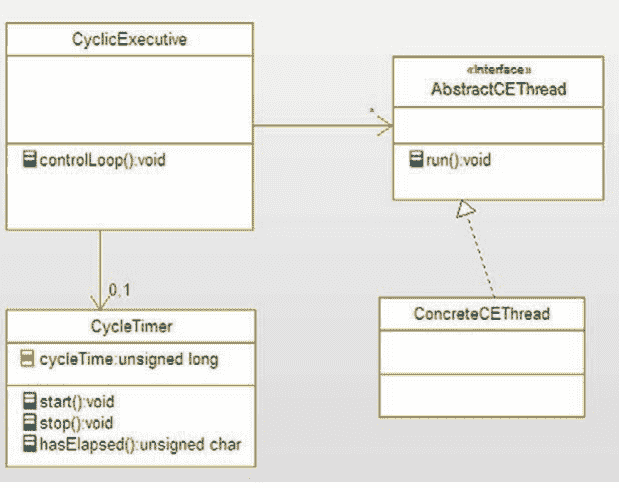 CyclicExecutive
controlLoop():void
*
«Interface»
AbstractCEThread
run():void
0,1
CycleTimer
cycleTime:unsigned long
start():void
stop():void
hasElapsed():unsigned char
ConcreteCEThread